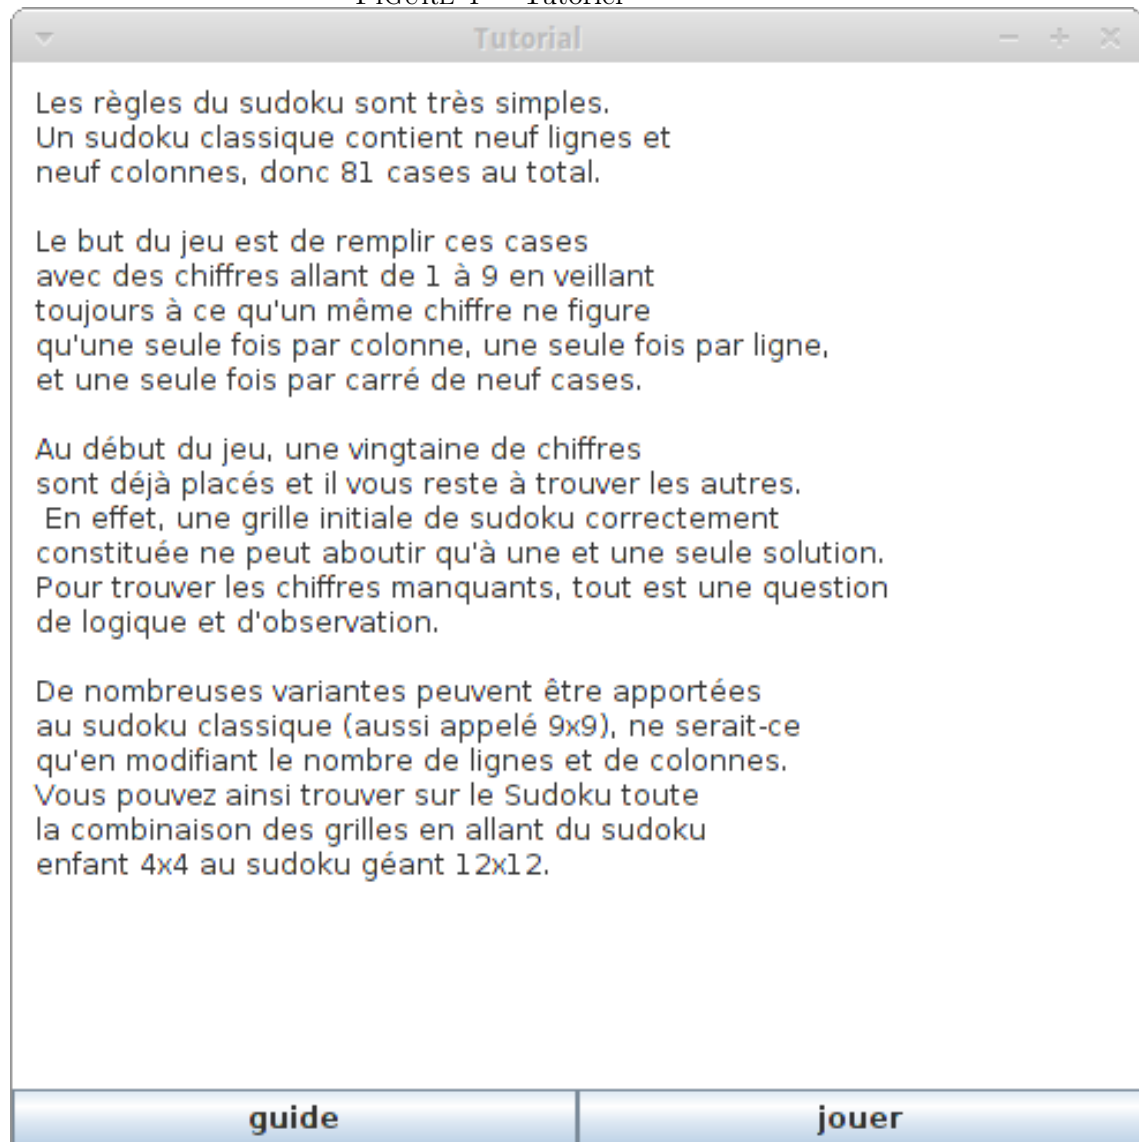 Tutorial
Les règles du sudoku sont très simples.
Un sudoku classique contient neuf lignes et
neuf colonnes, donc 81 cases au total.
Le but du jeu est de remplir ces cases
avec des chiffres allant de 1 à 9 en veillant
toujours à ce qu'un même chiffre ne figure
qu'une seule fois par colonne, une seule fois par ligne,
et une seule fois par carré de neuf cases.
Au début du jeu, une vingtaine de chiffres
sont déjà placés et il vous reste à trouver les autres.
En effet, une grille initiale de sudoku correctement
constituée ne peut aboutir qu'à une et une seule solution.
Pour trouver les chiffres manquants, tout est une question
de logique et d'observation.
De nombreuses variantes peuvent être apportées
au sudoku classique (aussi appelé 9x9), ne serait-ce
qu'en modifiant le nombre de lignes et de colonnes.
Vous pouvez ainsi trouver sur le Sudoku toute
la combinaison des grilles en allant du sudoku
enfant 4x4 au sudoku géant 12x12.
guide jouer